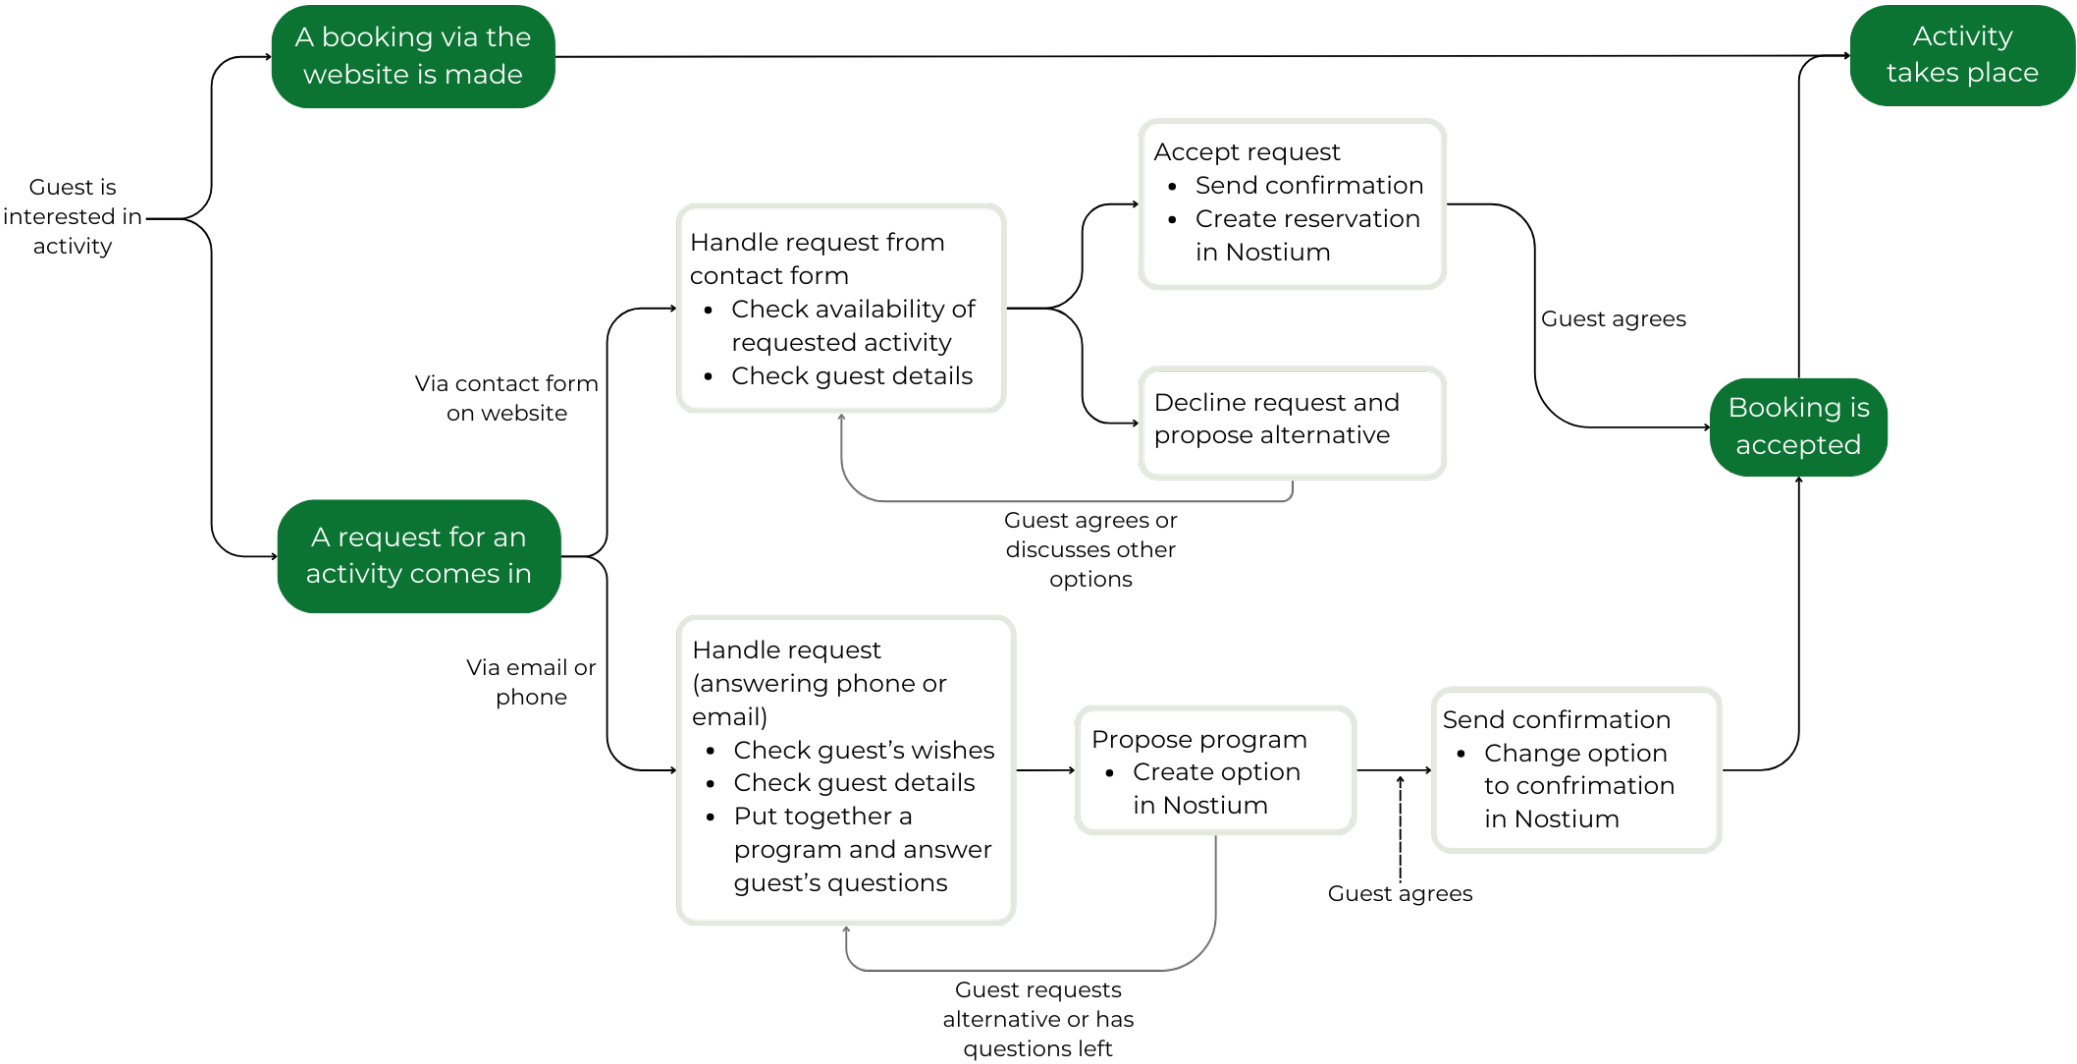 A booking via the
website is made
Activity
takes place
Guest is
interested in
activity
Accept request
• Send confirmation
• Create reservation
in Nostium
Handle request from
contact form
• Check availability of
requested activity
• Check guest details
Guest agrees
Via contact form
on website
Decline request and
propose alternative
Booking is
accepted
A request for an
activity comes in
Guest agrees or
discusses other
options
Via email or
phone
Handle request
(answering phone or
email)
• Check guest’s wishes
• Check guest details
• Put together a
program and answer
guest’s questions
Propose program
• Create option
in Nostium
Send confirmation
• Change option
to confrimation
in Nostium
Guest agrees
Guest requests
alternative or has
questions left